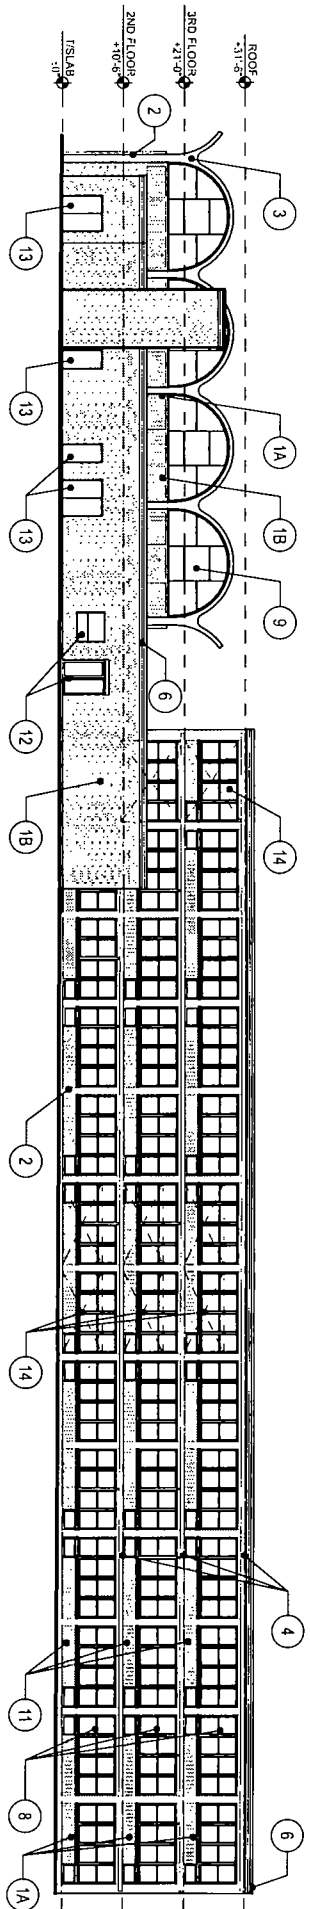 ROOF
+31'-6"
3RD FLOOR
+21'-0"
2ND FLOOR
+10'-6"
T/SLAB
±0"
2
3
1A
1B
9
6
14
4
6
13
13
13
12
1B
2
14
11
8
1A